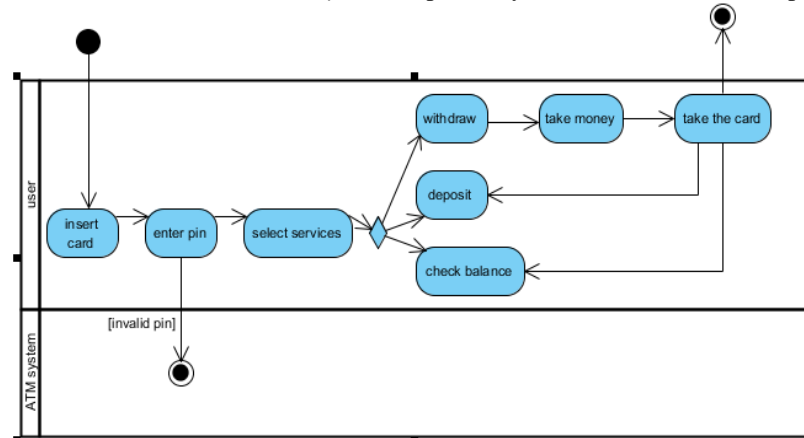 withdraw
take money
take the card
user
deposit
insert
card
enter pin
select services
check balance
[invalid pin]
ATM system